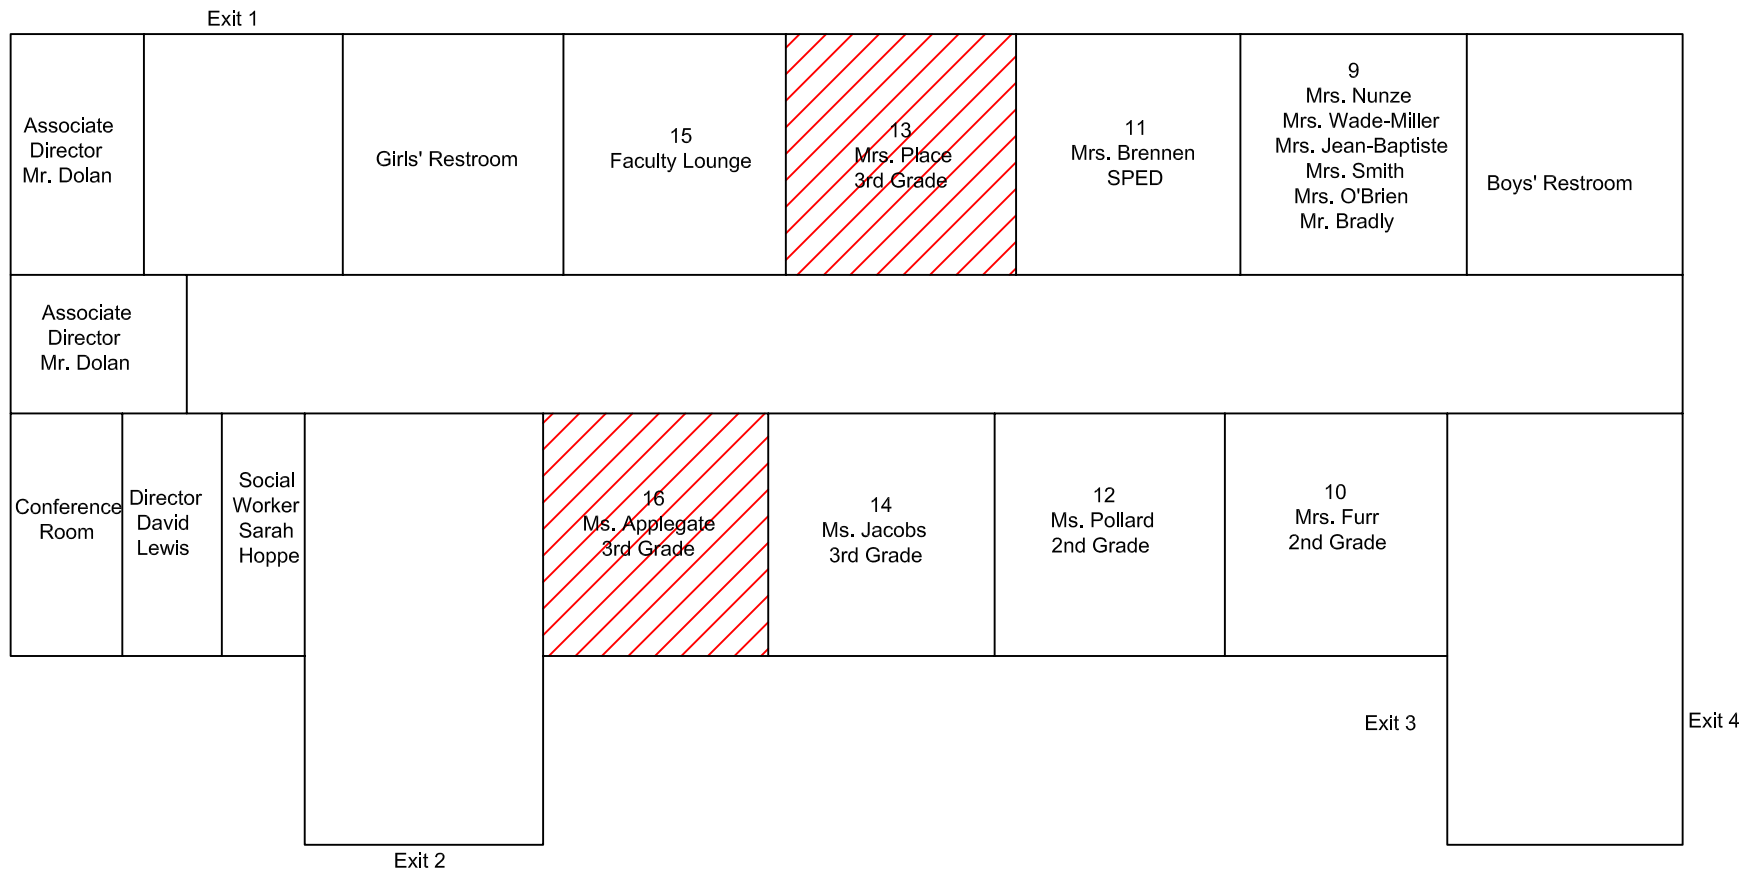 Exit 1
Associate
Director
Mr. Dolan
Girls' Restroom
15
Faculty Lounge
13
Mrs. Place
3rd Grade
11
Mrs. Brennen
SPED
9
Mrs. Nunze
Mrs. Wade-Miller
Mrs. Jean-Baptiste
Mrs. Smith
Mrs. O'Brien
Mr. Bradly
Boys' Restroom
Associate
Director
Mr. Dolan
Conference
Room
Director
David
Lewis
Social
Worker
Sarah
Hoppe
16
Ms. Applegate
3rd Grade
14
Ms. Jacobs
3rd Grade
12
Ms. Pollard
2nd Grade
10
Mrs. Furr
2nd Grade
Exit 3
Exit 4
Exit 2